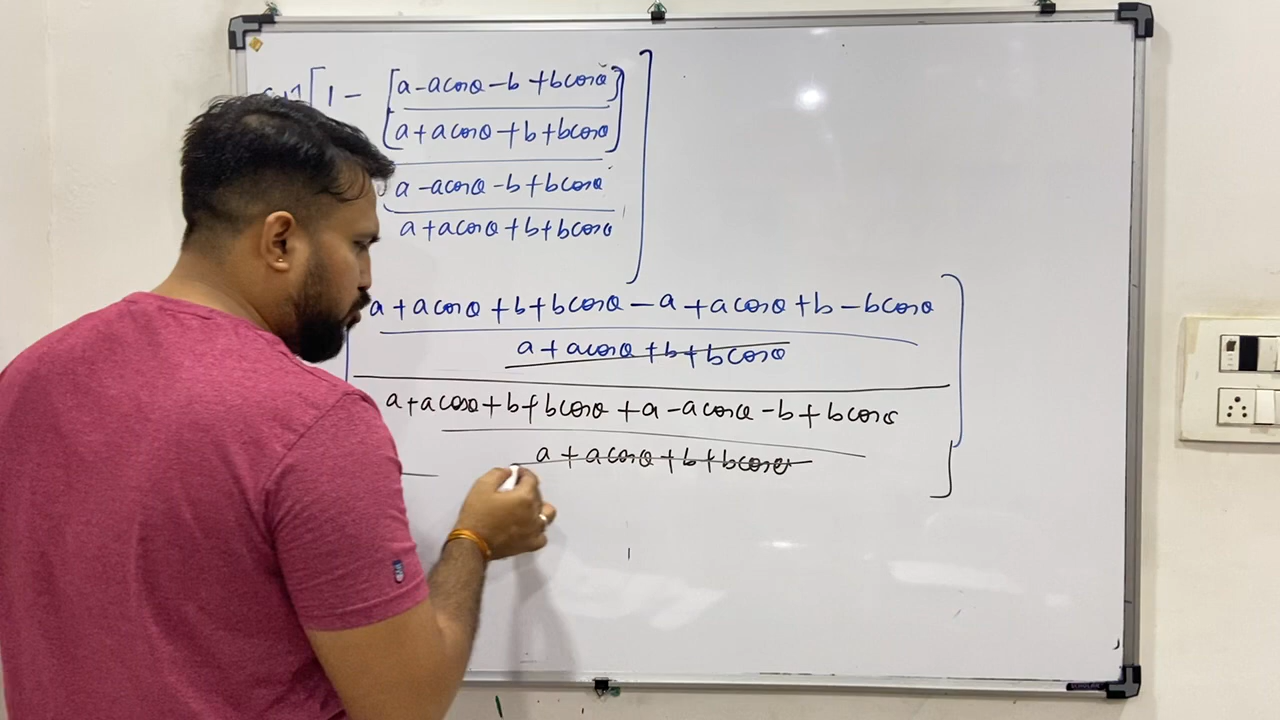 [1 - [a-acosθ-b+bcosθ]
[a+acosθ+b+bcosθ]
a-acosθ-b+bcosθ
a+acosθ+b+bcosθ
a+acosθ+b+bcosθ-a+acosθ+b-bcosθ
a+acosθ+b+bcosθ
a+acosθ+b+bcosθ+a-acosθ-b+bcosθ
a+acosθ+b+bcosθ